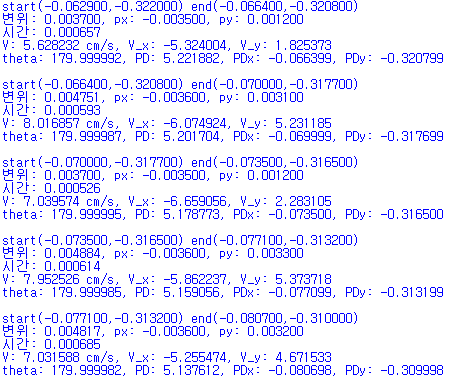 start(-0.062900,-0.322000) end(-0.066400,-0.320800)
변위: 0.003700, px: -0.003500, py: 0.001200
시간: 0.000657
V: 5.628232 cm/s, V_x: -5.324004, V_y: 1.825373
theta: 179.999992, PD: 5.221882, PDx: -0.066399, PDy: -0.320799
start(-0.066400,-0.320800) end(-0.070000,-0.317700)
변위: 0.004751, px: -0.003600, py: 0.003100
시간: 0.000593
V: 8.016857 cm/s, V_x: -6.074924, V_y: 5.231185
theta: 179.999987, PD: 5.201704, PDx: -0.069999, PDy: -0.317699
start(-0.070000,-0.317700) end(-0.073500,-0.316500)
변위: 0.003700, px: -0.003500, py: 0.001200
시간: 0.000526
V: 7.039574 cm/s, V_x: -6.659056, V_y: 2.283105
theta: 179.999995, PD: 5.178773, PDx: -0.073500, PDy: -0.316500
start(-0.073500,-0.316500) end(-0.077100,-0.313200)
변위: 0.004884, px: -0.003600, py: 0.003300
시간: 0.000614
V: 7.952526 cm/s, V_x: -5.862237, V_y: 5.373718
theta: 179.999985, PD: 5.159056, PDx: -0.077099, PDy: -0.313199
start(-0.077100,-0.313200) end(-0.080700,-0.310000)
변위: 0.004817, px: -0.003600, py: 0.003200
시간: 0.000685
V: 7.031588 cm/s, V_x: -5.255474, V_y: 4.671533
theta: 179.999982, PD: 5.137612, PDx: -0.080698, PDy: -0.309998